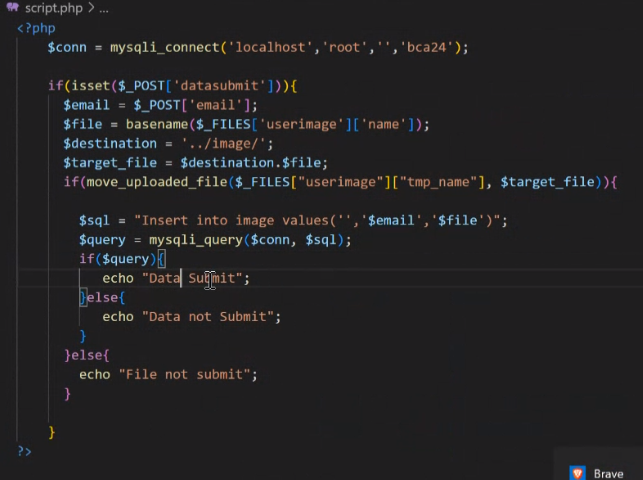 script.php > ...
<?php
$conn = mysqli_connect('localhost','root','','bca24');
if(isset($_POST['datasubmit'])){
$email = $_POST['email'];
$file = basename($_FILES['userimage']['name']);
$destination = '../image/';
$target_file = $destination.$file;
if(move_uploaded_file($_FILES["userimage"]["tmp_name"], $target_file)){
$sql = "Insert into image values('','$email','$file')";
$query = mysqli_query($conn, $sql);
if($query){
echo "Data Submit";
}else{
echo "Data not Submit";
}
}else{
echo "File not submit";
}
}
?>
Brave